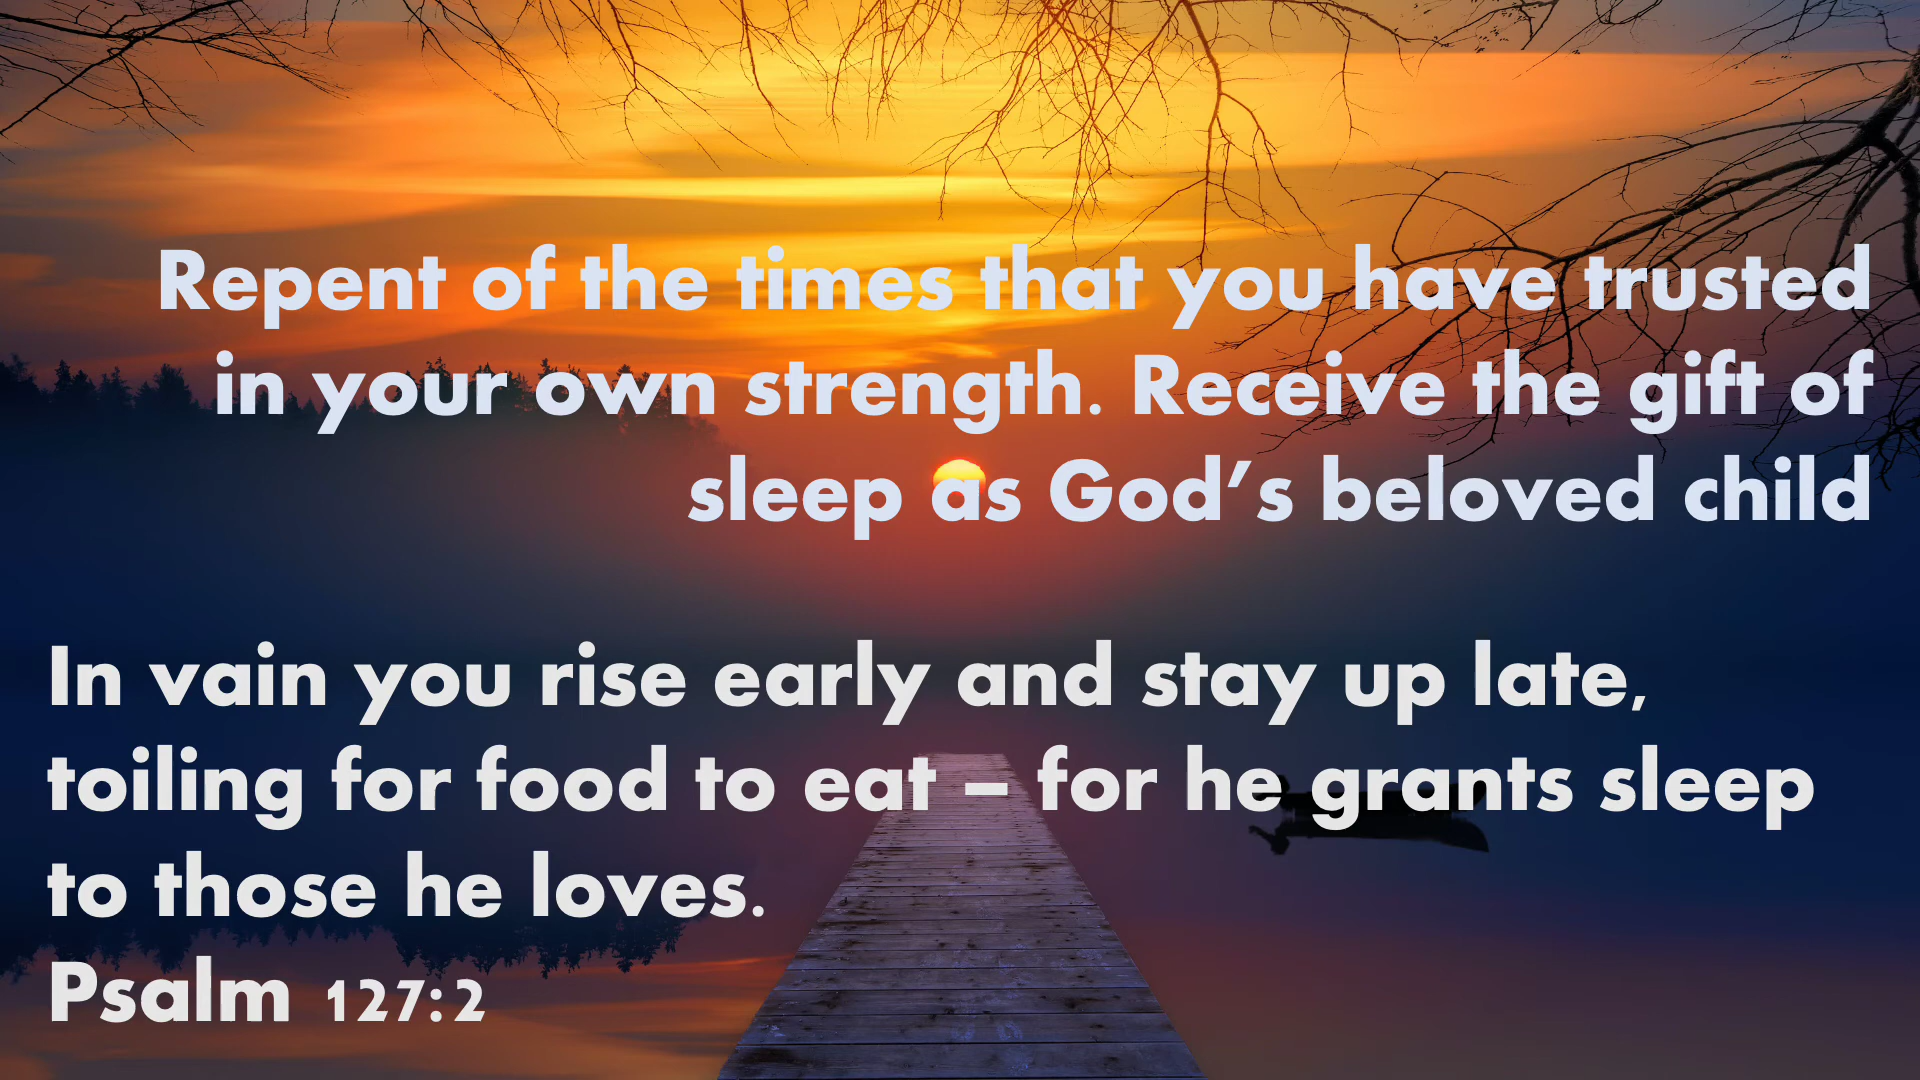 Repent of the times that you have trusted
in your own strength. Receive the gift of
sleep as God’s beloved child
In vain you rise early and stay up late,
toiling for food to eat – for he grants sleep
to those he loves.
Psalm 127:2